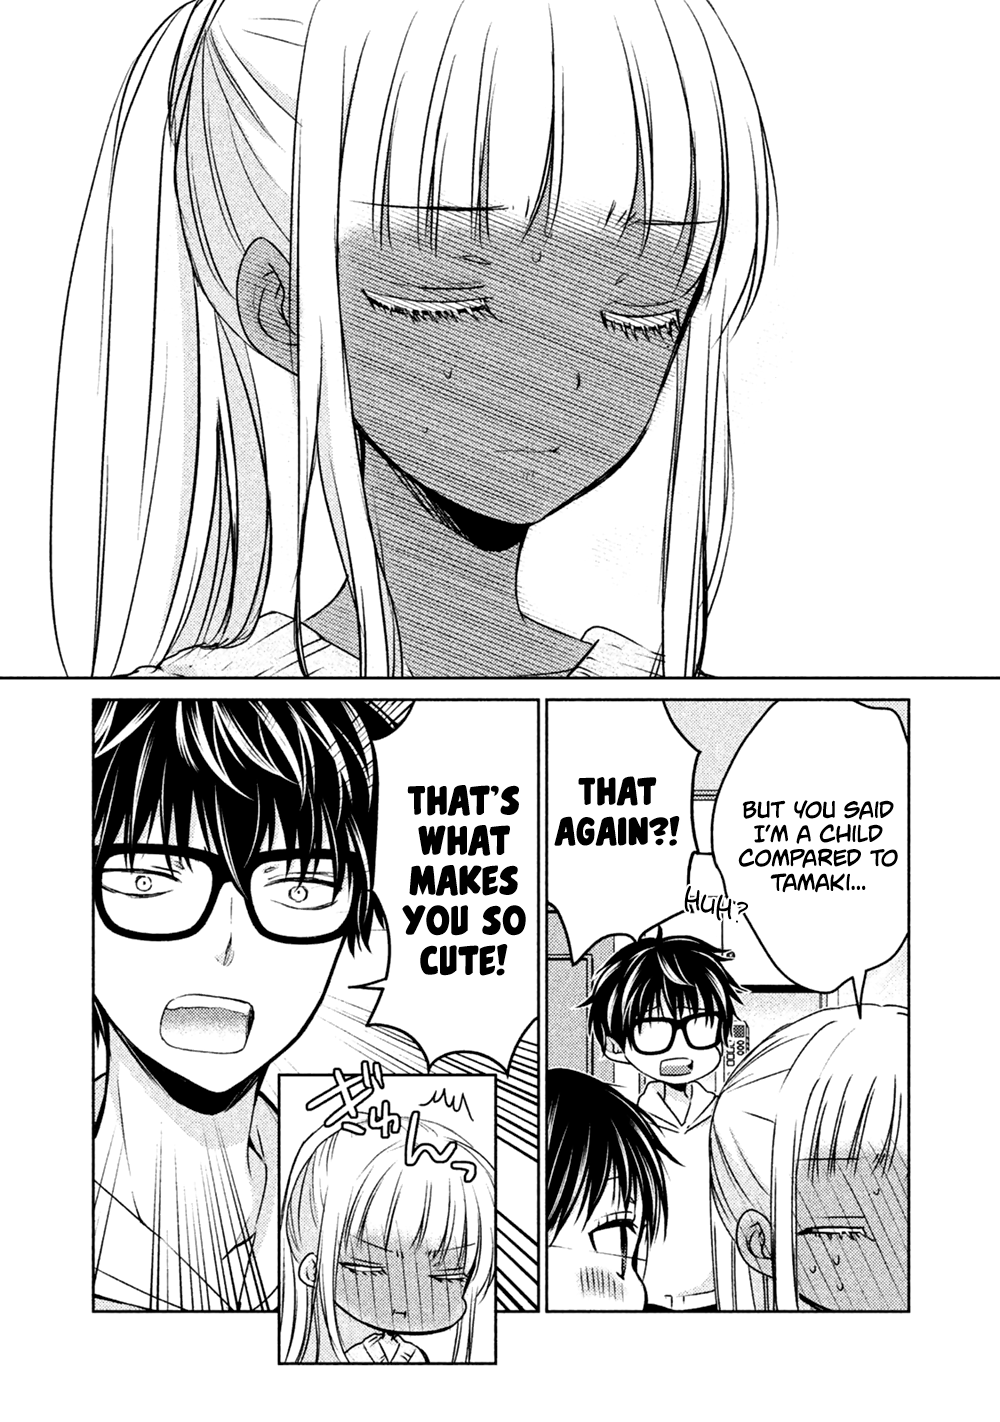 BUT YOU SAID
I'M A CHILD
COMPARED TO
TAMAKI...
HUH?
THAT
AGAIN?!
THAT'S
WHAT
MAKES
YOU SO
CUTE!
ぎゅんっ